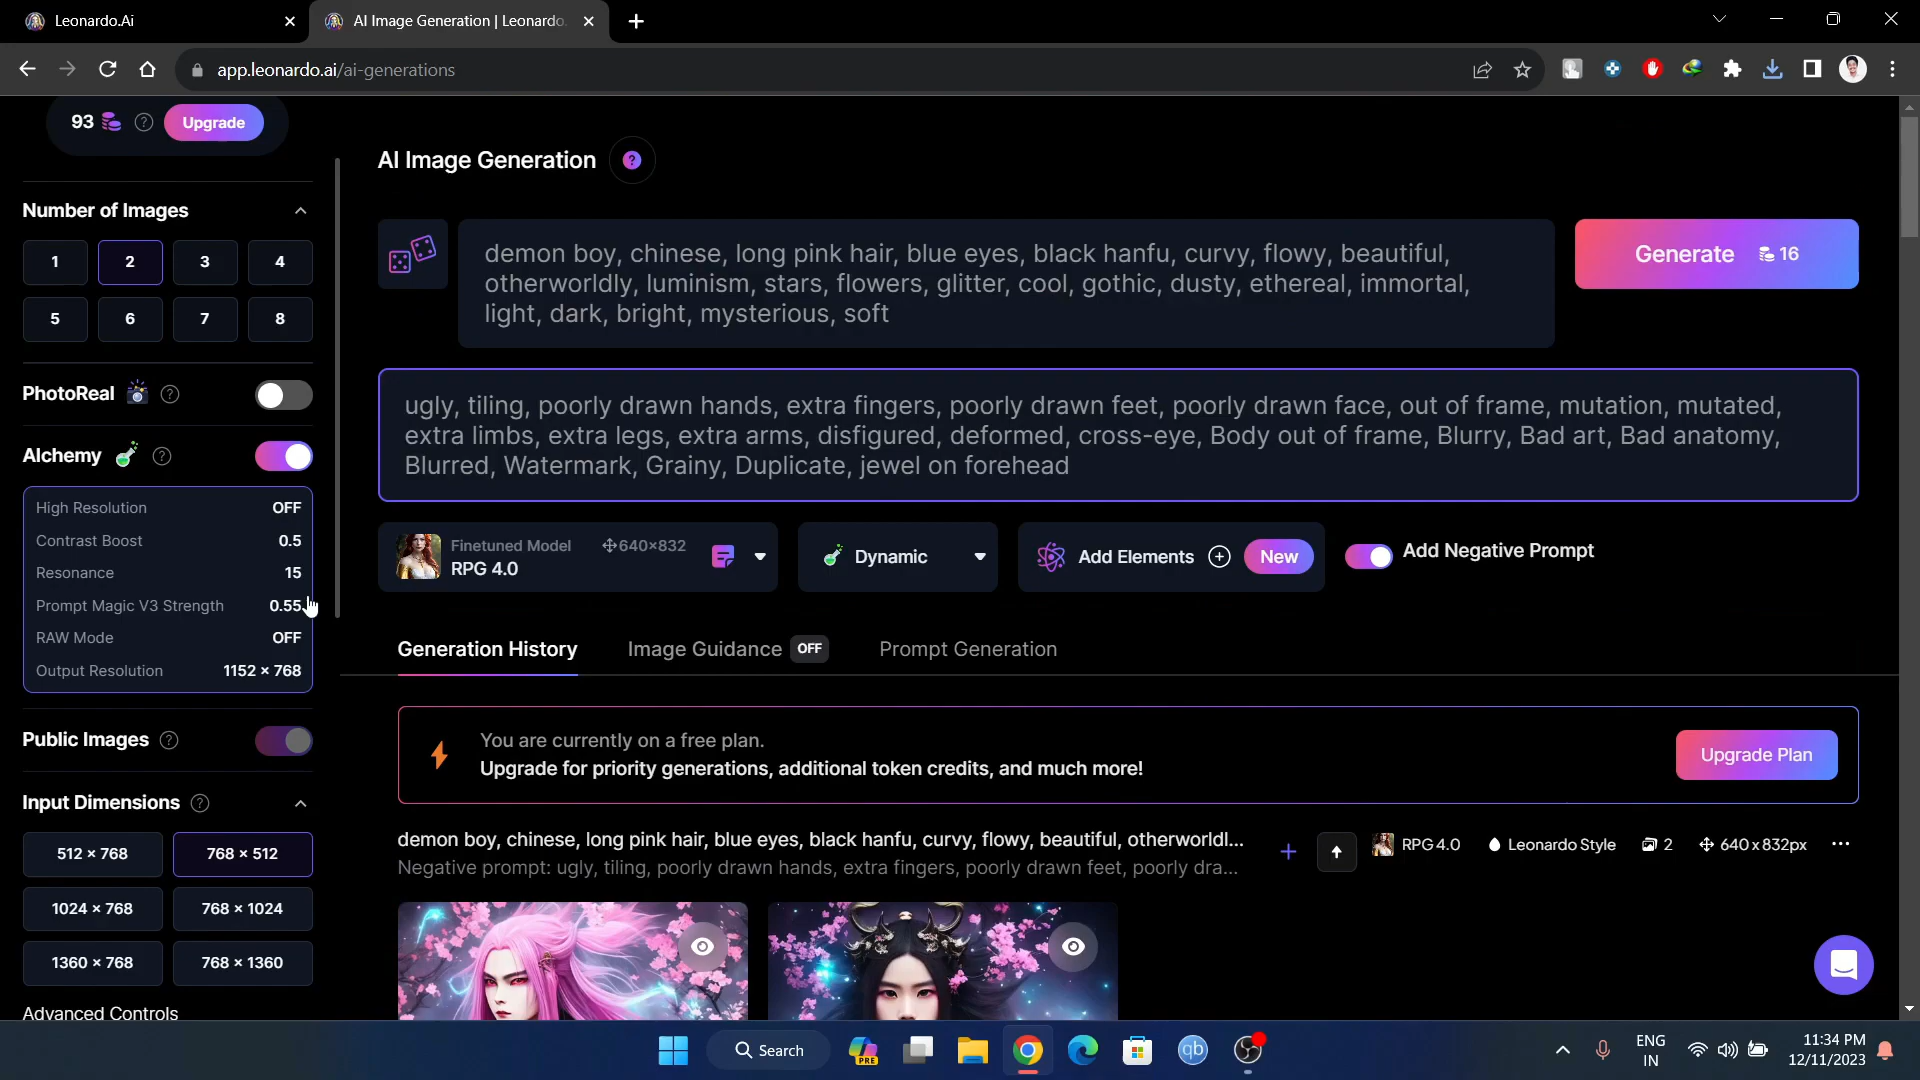 Leonardo.Ai
AI Image Generation | Leonardo.
app.leonardo.ai/ai-generations
93
Upgrade
Number of Images
1 2 3 4
5 6 7 8
PhotoReal
Alchemy
High Resolution OFF
Contrast Boost 0.5
Resonance 15
Prompt Magic V3 Strength 0.55
RAW Mode OFF
Output Resolution 1152 × 768
Public Images
Input Dimensions
512 × 768 768 × 512
1024 × 768 768 × 1024
1360 × 768 768 × 1360
Advanced Controls
AI Image Generation ?
demon boy, chinese, long pink hair, blue eyes, black hanfu, curvy, flowy, beautiful,
otherworldly, luminism, stars, flowers, glitter, cool, gothic, dusty, ethereal, immortal,
light, dark, bright, mysterious, soft
Generate 16
ugly, tiling, poorly drawn hands, extra fingers, poorly drawn feet, poorly drawn face, out of frame, mutation, mutated,
extra limbs, extra legs, extra arms, disfigured, deformed, cross-eye, Body out of frame, Blurry, Bad art, Bad anatomy,
Blurred, Watermark, Grainy, Duplicate, jewel on forehead
Finetuned Model 640×832
RPG 4.0
Dynamic
Add Elements New
Add Negative Prompt
Generation History Image Guidance OFF Prompt Generation
You are currently on a free plan.
Upgrade for priority generations, additional token credits, and much more!
Upgrade Plan
demon boy, chinese, long pink hair, blue eyes, black hanfu, curvy, flowy, beautiful, otherworldl...
Negative prompt: ugly, tiling, poorly drawn hands, extra fingers, poorly drawn feet, poorly dra...
RPG 4.0 Leonardo Style 2 640 x 832px
Search
PRE
qb
ENG
IN
11:34 PM
12/11/2023